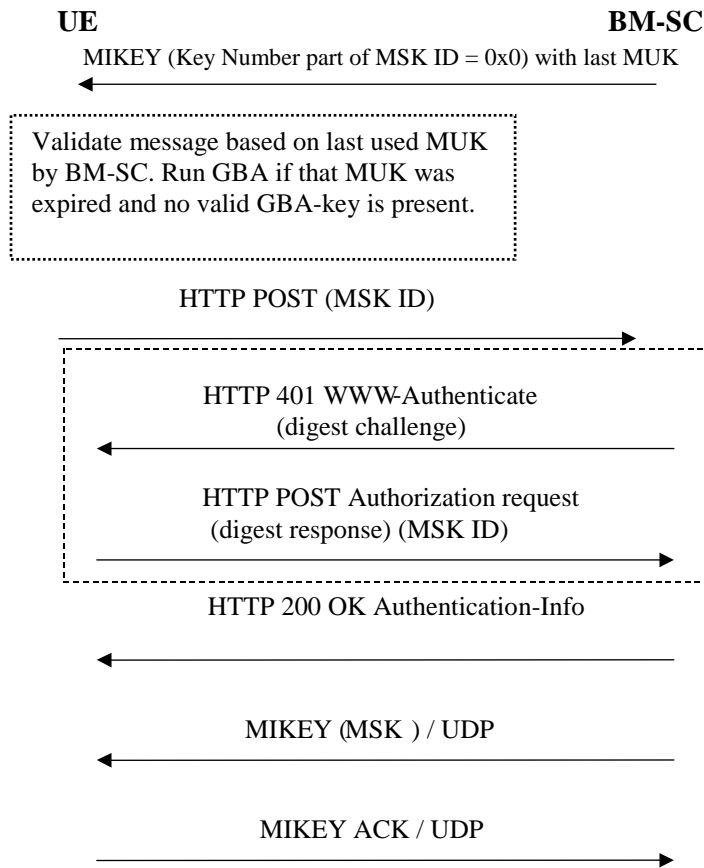 UE BM-SC
MIKEY (Key Number part of MSK ID = 0x0) with last MUK
Validate message based on last used MUK
by BM-SC. Run GBA if that MUK was
expired and no valid GBA-key is present.
HTTP POST (MSK ID)
HTTP 401 WWW-Authenticate
(digest challenge)
HTTP POST Authorization request
(digest response) (MSK ID)
HTTP 200 OK Authentication-Info
MIKEY (MSK ) / UDP
MIKEY ACK / UDP